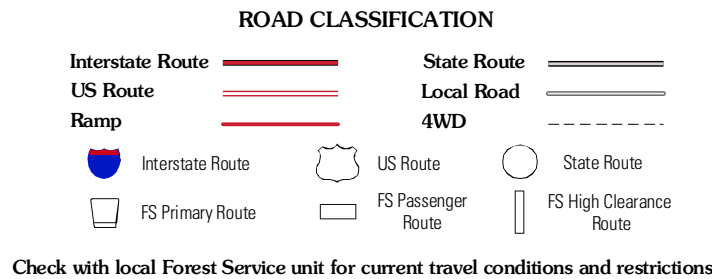 ROAD CLASSIFICATION
Interstate Route State Route
US Route Local Road
Ramp 4WD
Interstate Route US Route State Route
FS Primary Route FS Passenger Route FS High Clearance Route
Check with local Forest Service unit for current travel conditions and restrictions